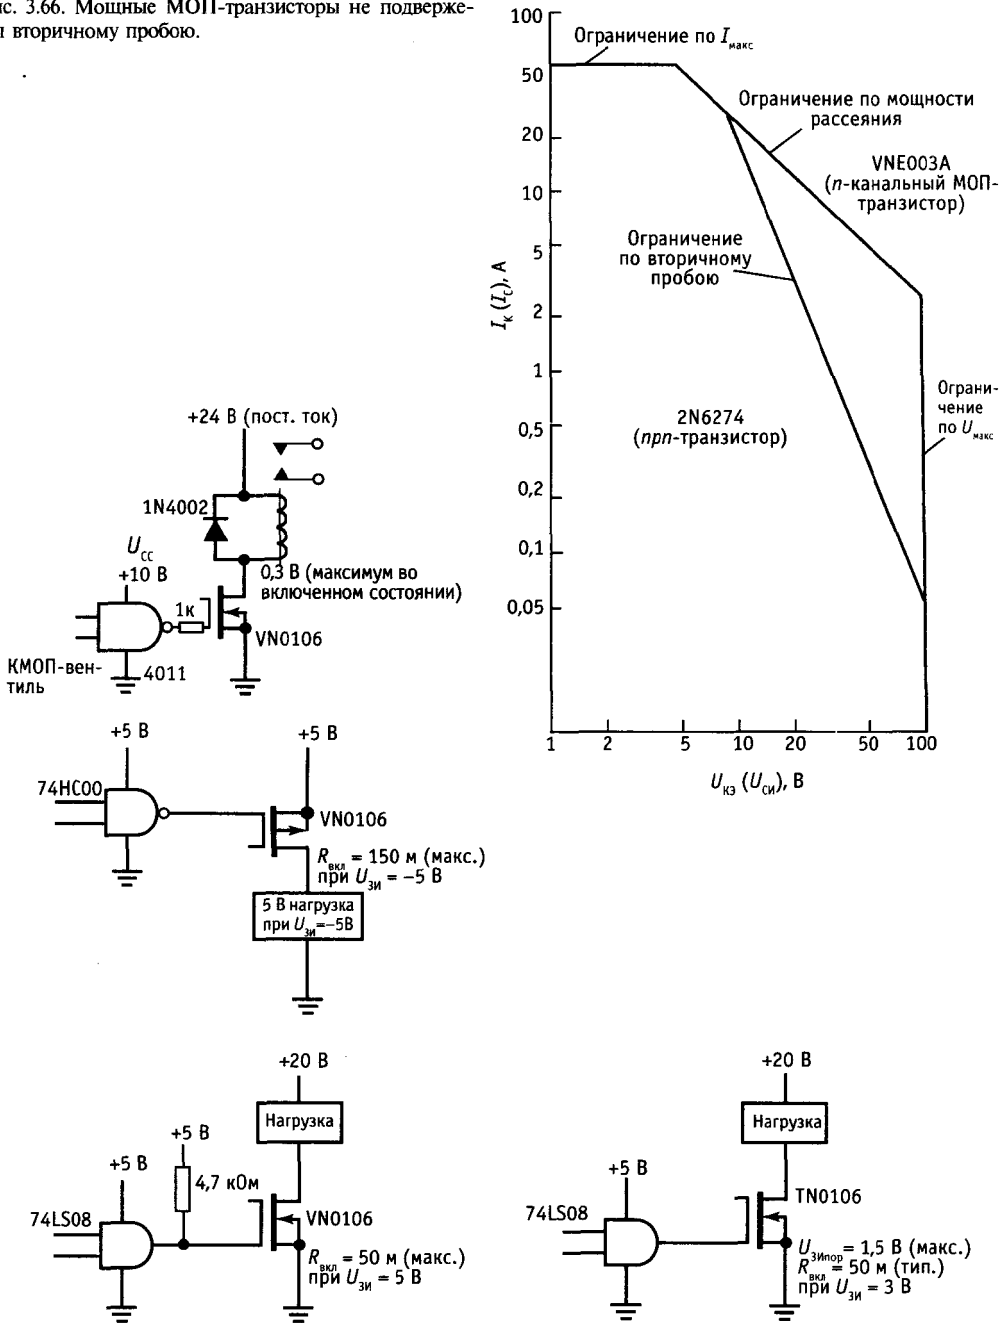 ис. 3.66. Мощные МОП-транзисторы не подверже-
ы вторичному пробою.
100
50
20
10
5
2
1
0,5
0,2
0,1
0,05
I к (I с), А
Ограничение по I макс
Ограничение по мощности
рассеяния
VNE003A
(n-канальный МОП-
транзистор)
Ограничение
по вторичному
пробою
2N6274
(npn-транзистор)
Ограни-
чение
по U макс
1 2 5 10 20 50 100
U кэ (U си), В
+24 В (пост. ток)
1N4002
U СС
+10 В
0,3 В (максимум во
включенном состоянии)
1к
VN0106
КМОП-вен-
тиль
4011
+5 В
+5 В
74HC00
VN0106
R вкл = 150 м (макс.)
при U ЗИ = –5 В
5 В нагрузка
при U зи =–5В
+20 В
Нагрузка
+5 В
+5 В
4,7 кОм
74LS08
VN0106
R вкл = 50 м (макс.)
при U ЗИ = 5 В
+20 В
Нагрузка
+5 В
74LS08
TN0106
U ЗИпор = 1,5 В (макс.)
R вкл = 50 м (тип.)
при U ЗИ = 3 В